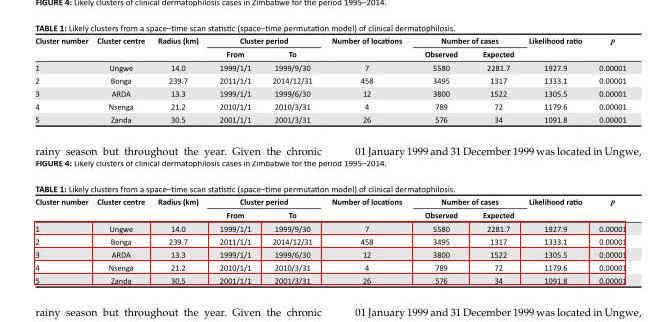 FIGURE 4: Likely clusters of clinical dermatophilosis cases in Zimbabwe for the period 1995–2014.
TABLE 1: Likely clusters from a space–time scan statistic (space–time permutation model) of clinical dermatophilosis.
Cluster number Cluster centre Radius (km) Cluster period Number of locations Number of cases Likelihood ratio p
From To Observed Expected
1 Ungwe 14.0 1999/1/1 1999/9/30 7 5580 2281.7 1927.9 0.00001
2 Bonga 239.7 2011/1/1 2014/12/31 458 3495 1317 1333.1 0.00001
3 ARDA 13.3 1999/1/1 1999/6/30 12 3800 1522 1305.5 0.00001
4 Nsenga 21.2 2010/1/1 2010/3/31 4 789 72 1179.6 0.00001
5 Zanda 30.5 2001/1/1 2001/3/31 26 576 34 1091.8 0.00001
rainy season but throughout the year. Given the chronic 01 January 1999 and 31 December 1999 was located in Ungwe,
FIGURE 4: Likely clusters of clinical dermatophilosis cases in Zimbabwe for the period 1995–2014.
TABLE 1: Likely clusters from a space–time scan statistic (space–time permutation model) of clinical dermatophilosis.
Cluster number Cluster centre Radius (km) Cluster period Number of locations Number of cases Likelihood ratio p
From To Observed Expected
1 Ungwe 14.0 1999/1/1 1999/9/30 7 5580 2281.7 1927.9 0.00001
2 Bonga 239.7 2011/1/1 2014/12/31 458 3495 1317 1333.1 0.00001
3 ARDA 13.3 1999/1/1 1999/6/30 12 3800 1522 1305.5 0.00001
4 Nsenga 21.2 2010/1/1 2010/3/31 4 789 72 1179.6 0.00001
5 Zanda 30.5 2001/1/1 2001/3/31 26 576 34 1091.8 0.00001
rainy season but throughout the year. Given the chronic 01 January 1999 and 31 December 1999 was located in Ungwe,